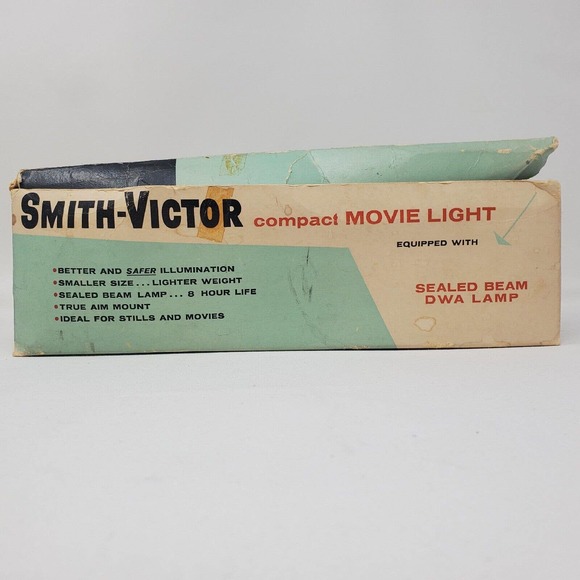 SMITH-VICTOR compact MOVIE LIGHT
EQUIPPED WITH
SEALED BEAM
DWA LAMP
•BETTER AND SAFER ILLUMINATION
•SMALLER SIZE...LIGHTER WEIGHT
•SEALED BEAM LAMP...8 HOUR LIFE
•TRUE AIM MOUNT
•IDEAL FOR STILLS AND MOVIES